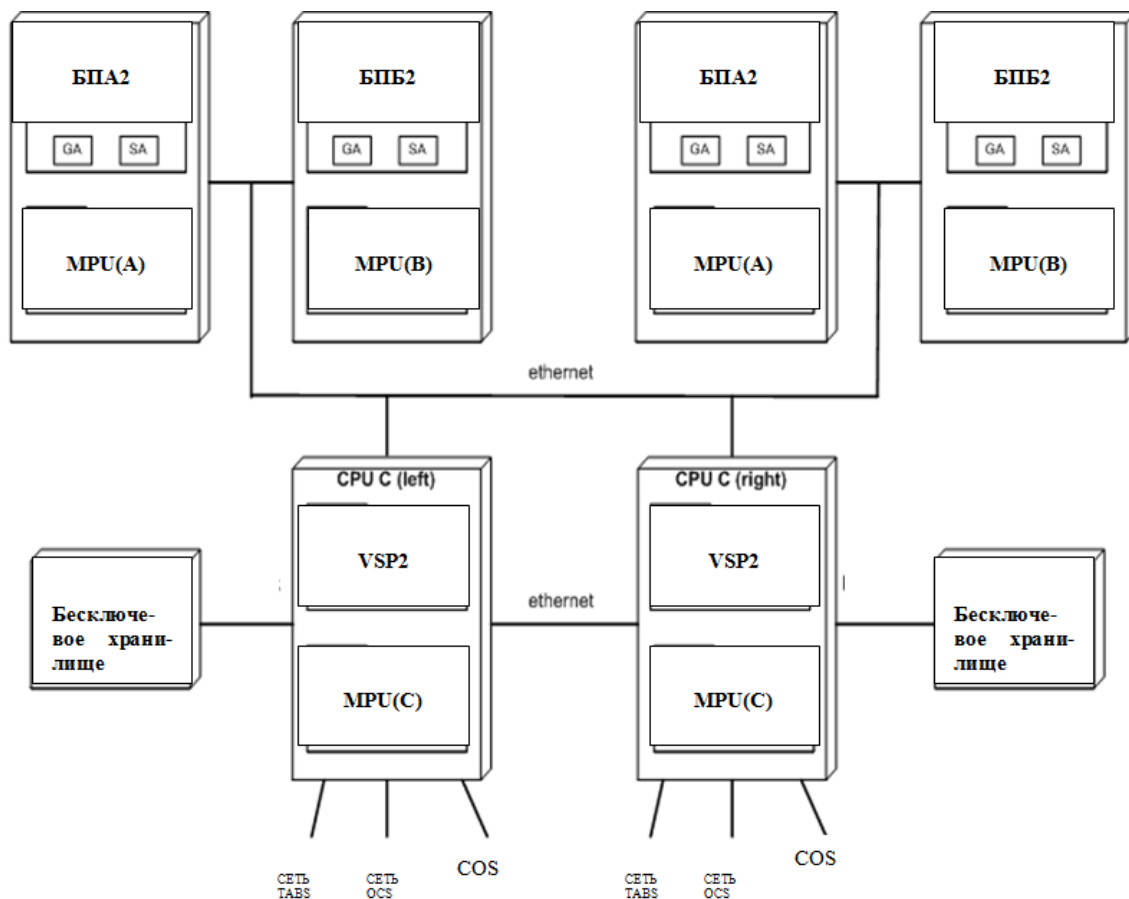 БПА2
БПБ2
БПА2
БПБ2
GA SA
GA SA
GA SA
GA SA
MPU(A)
MPU(B)
MPU(A)
MPU(B)
ethernet
CPU C (left)
CPU C (right)
VSP2
VSP2
Бесключе-
вое храни-
лище
ethernet
Бесключе-
вое храни-
лище
MPU(C)
MPU(C)
СЕТЬ
TABS
СЕТЬ
OCS
COS
СЕТЬ
TABS
СЕТЬ
OCS
COS